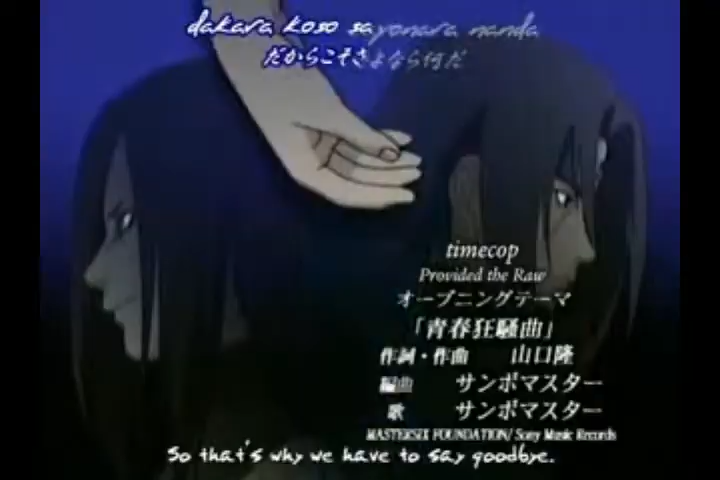 dakara koso sayonara nanda
だからこそさよなら何だ
timecop
Provided the Raw
オープニングテーマ
「青春狂騒曲」
作詞・作曲 山口隆
編曲 サンボマスター
歌 サンボマスター
MASTERSIX FOUNDATION/ Sony Music Records
So that's why we have to say goodbye.